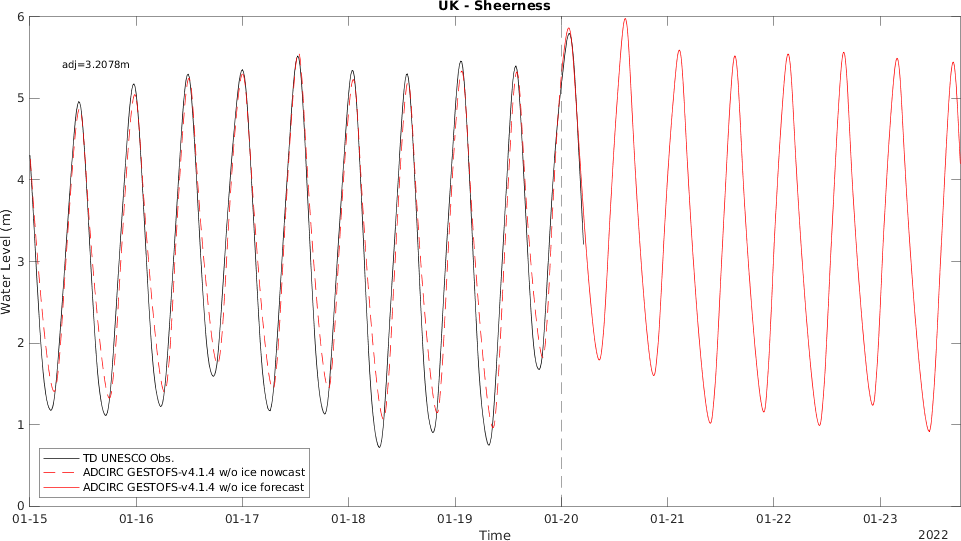 UK - Sheerness
adj=3.2078m
Water Level (m)
6
5
4
3
2
1
0
TD UNESCO Obs.
ADCIRC GESTOFS-v4.1.4 w/o ice nowcast
ADCIRC GESTOFS-v4.1.4 w/o ice forecast
01-15 01-16 01-17 01-18 01-19 01-20 01-21 01-22 01-23
Time
2022